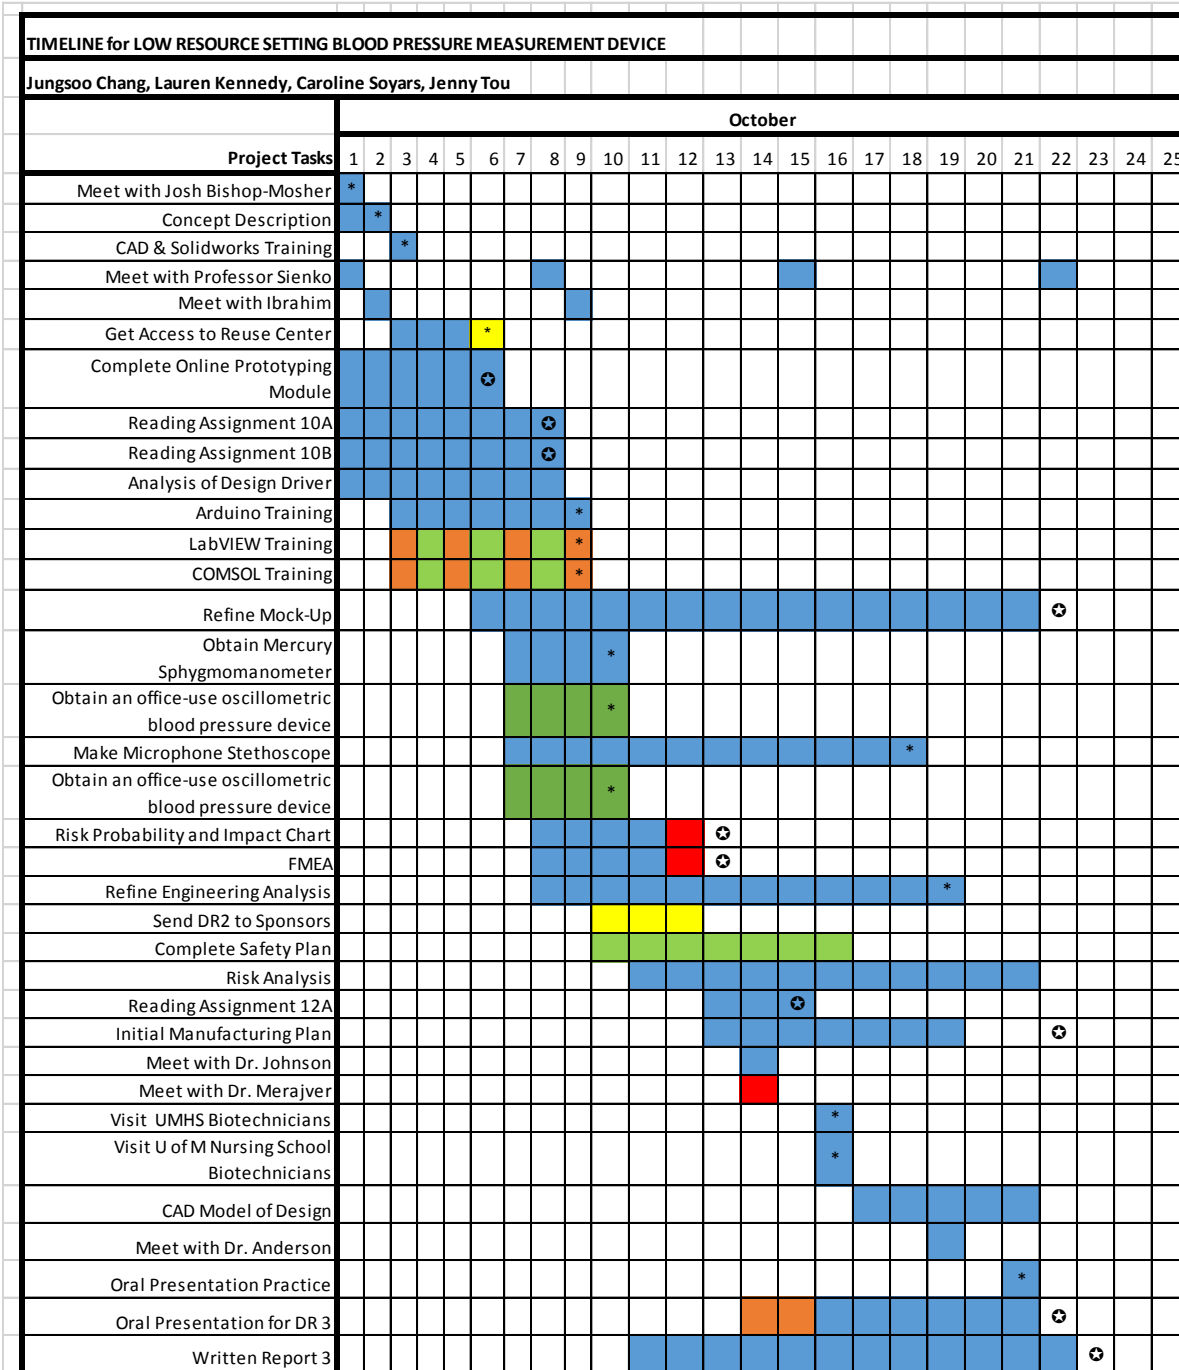 TIMELINE for LOW RESOURCE SETTING BLOOD PRESSURE MEASUREMENT DEVICE
Jungsoo Chang, Lauren Kennedy, Caroline Soyars, Jenny Tou
October
Project Tasks 1 2 3 4 5 6 7 8 9 10 11 12 13 14 15 16 17 18 19 20 21 22 23 24 25
Meet with Josh Bishop-Mosher *
Concept Description *
CAD & Solidworks Training *
Meet with Professor Sienko
Meet with Ibrahim
Get Access to Reuse Center *
Complete Online Prototyping
Module ✪
Reading Assignment 10A ✪
Reading Assignment 10B ✪
Analysis of Design Driver
Arduino Training *
LabVIEW Training *
COMSOL Training *
Refine Mock-Up ✪
Obtain Mercury
Sphygmomanometer *
Obtain an office-use oscillometric
blood pressure device *
Make Microphone Stethoscope *
Obtain an office-use oscillometric
blood pressure device *
Risk Probability and Impact Chart ✪
FMEA ✪
Refine Engineering Analysis *
Send DR2 to Sponsors
Complete Safety Plan
Risk Analysis
Reading Assignment 12A ✪
Initial Manufacturing Plan ✪
Meet with Dr. Johnson
Meet with Dr. Merajver
Visit UMHS Biotechnicians *
Visit U of M Nursing School
Biotechnicians *
CAD Model of Design
Meet with Dr. Anderson
Oral Presentation Practice *
Oral Presentation for DR 3 ✪
Written Report 3 ✪